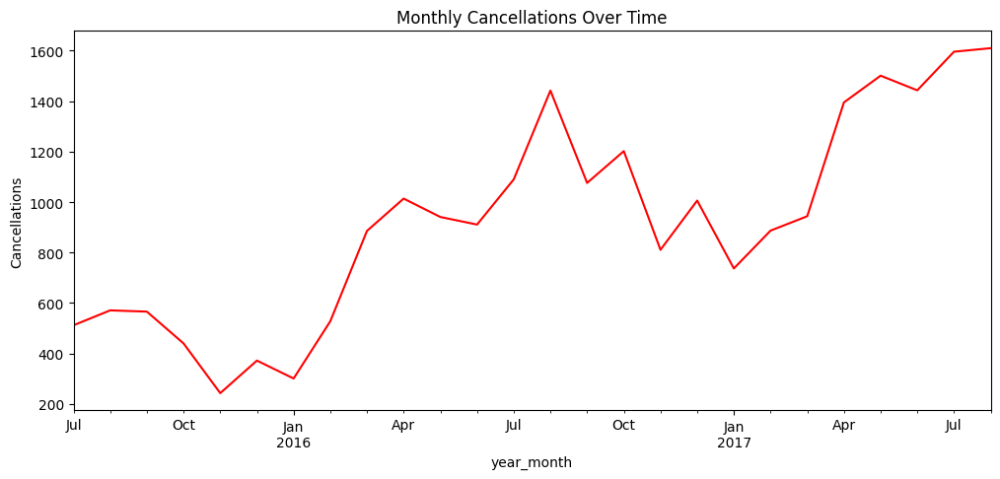 Monthly Cancellations Over Time
Cancellations
1600
1400
1200
1000
800
600
400
200
Jul
Oct
Jan
2016
Apr
Jul
Oct
Jan
2017
Apr
Jul
year_month